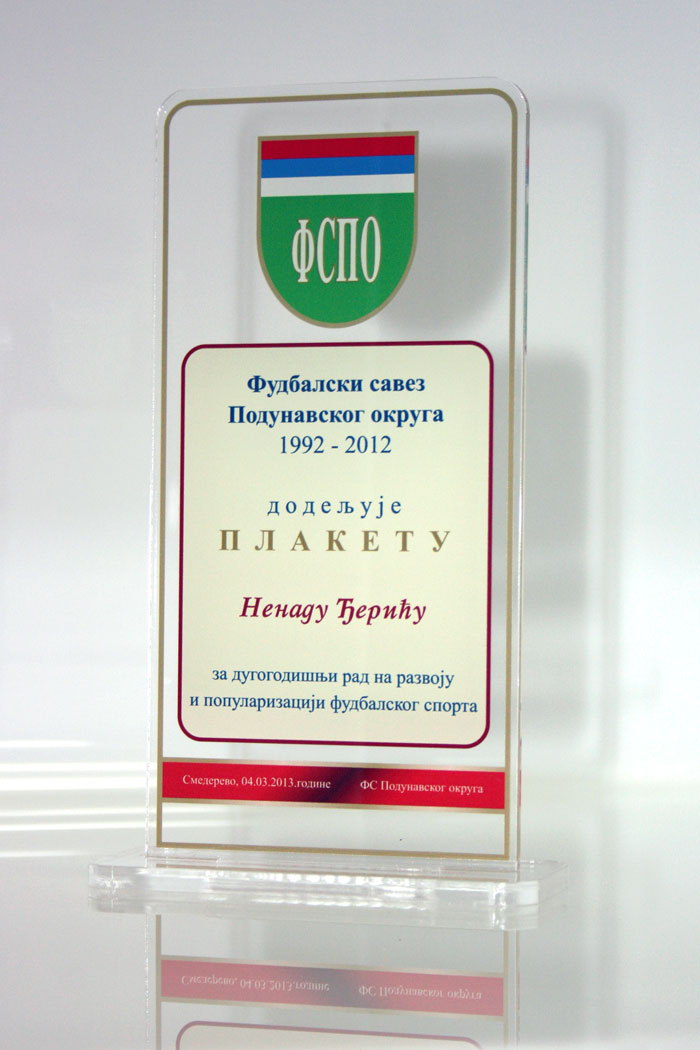 ФСПО
Фудбалски савез
Подунавског округа
1992 - 2012
додељује
ПЛАКЕТУ
Ненаду Ђерићу
за дугогодишњи рад на развоју
и популаризацији фудбалског спорта
Смедерево, 04.03.2013.године ФС Подунавског округа